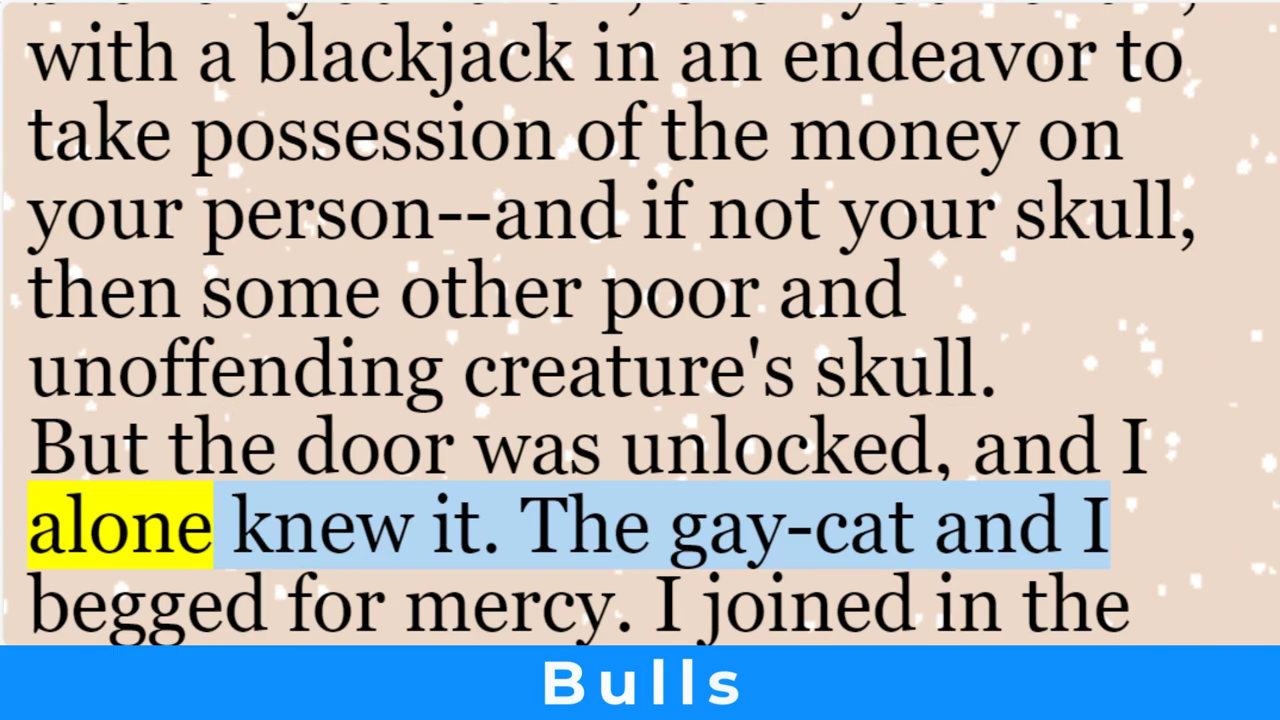 with a blackjack in an endeavor to
take possession of the money on
your person--and if not your skull,
then some other poor and
unoffending creature's skull.
But the door was unlocked, and I
alone knew it. The gay-cat and I
begged for mercy. I joined in the
Bulls